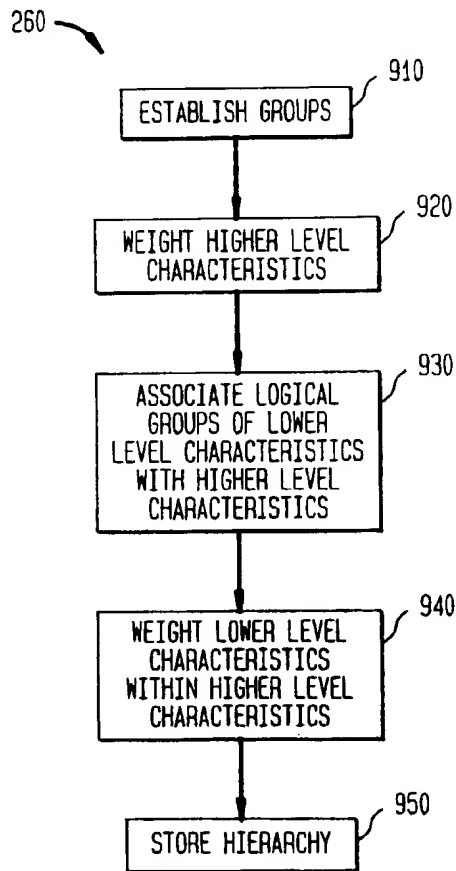 260
910
ESTABLISH GROUPS
920
WEIGHT HIGHER LEVEL
CHARACTERISTICS
930
ASSOCIATE LOGICAL
GROUPS OF LOWER
LEVEL CHARACTERISTICS
WITH HIGHER LEVEL
CHARACTERISTICS
940
WEIGHT LOWER LEVEL
CHARACTERISTICS
WITHIN HIGHER LEVEL
CHARACTERISTICS
950
STORE HIERARCHY